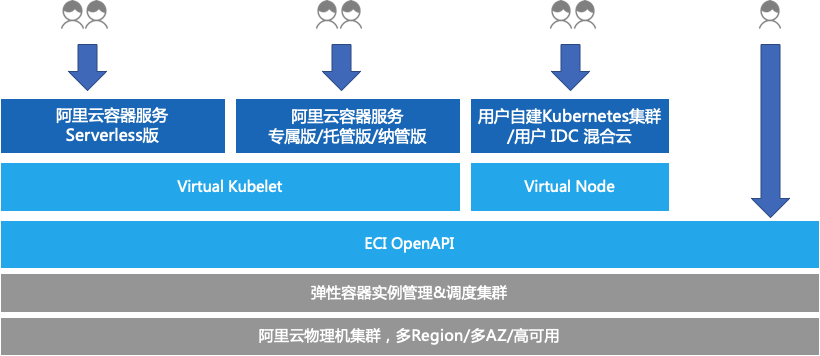 阿里云容器服务
Serverless版
阿里云容器服务
专属版/托管版/纳管版
用户自建Kubernetes集群
/用户 IDC 混合云
Virtual Kubelet
Virtual Node
ECI OpenAPI
弹性容器实例管理&调度集群
阿里云物理机集群，多Region/多AZ/高可用